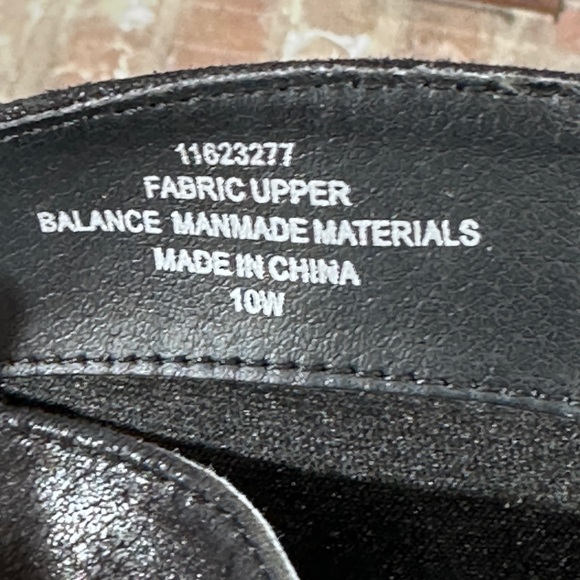 11623277
FABRIC UPPER
BALANCE MANMADE MATERIALS
MADE IN CHINA
10W